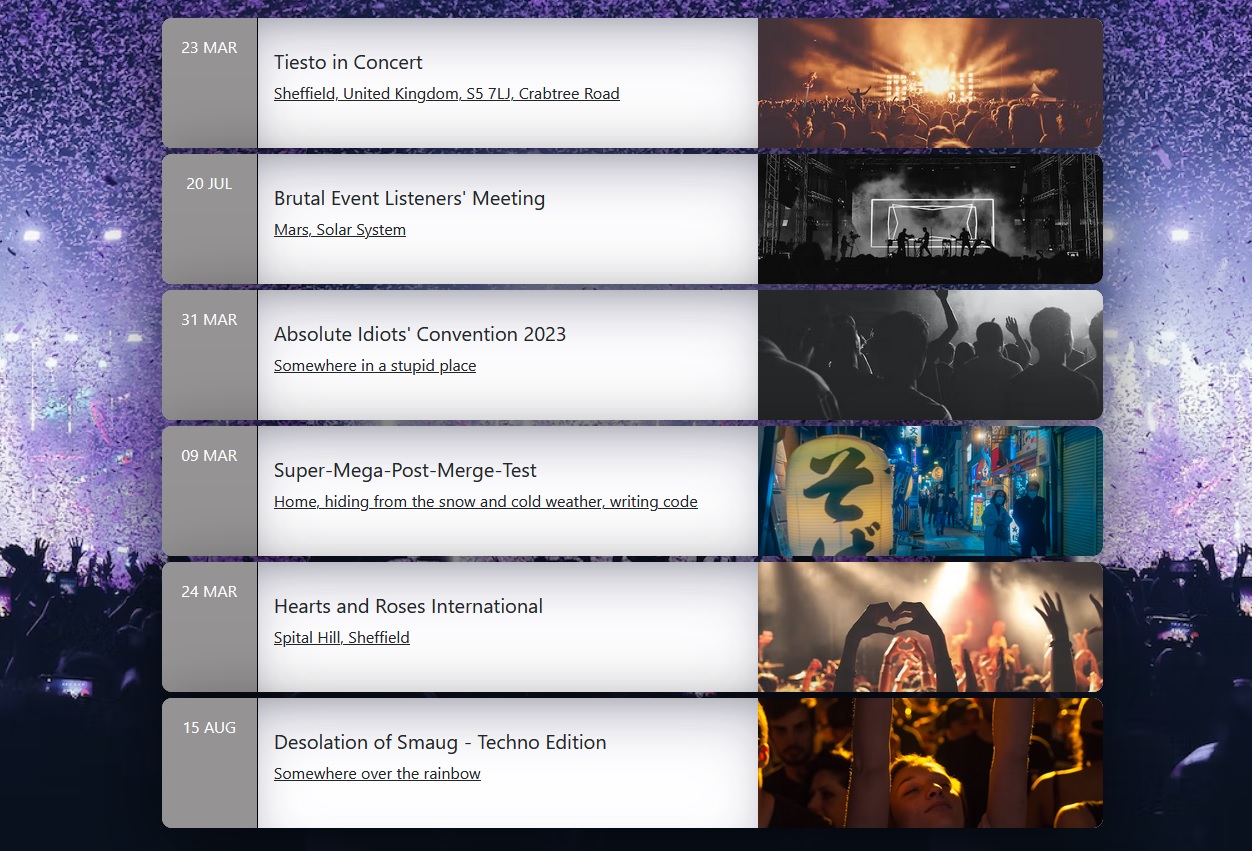 23 MAR
Tiesto in Concert
Sheffield, United Kingdom, S5 7LJ, Crabtree Road
20 JUL
Brutal Event Listeners' Meeting
Mars, Solar System
31 MAR
Absolute Idiots' Convention 2023
Somewhere in a stupid place
09 MAR
Super-Mega-Post-Merge-Test
Home, hiding from the snow and cold weather, writing code
そば
24 MAR
Hearts and Roses International
Spital Hill, Sheffield
15 AUG
Desolation of Smaug - Techno Edition
Somewhere over the rainbow